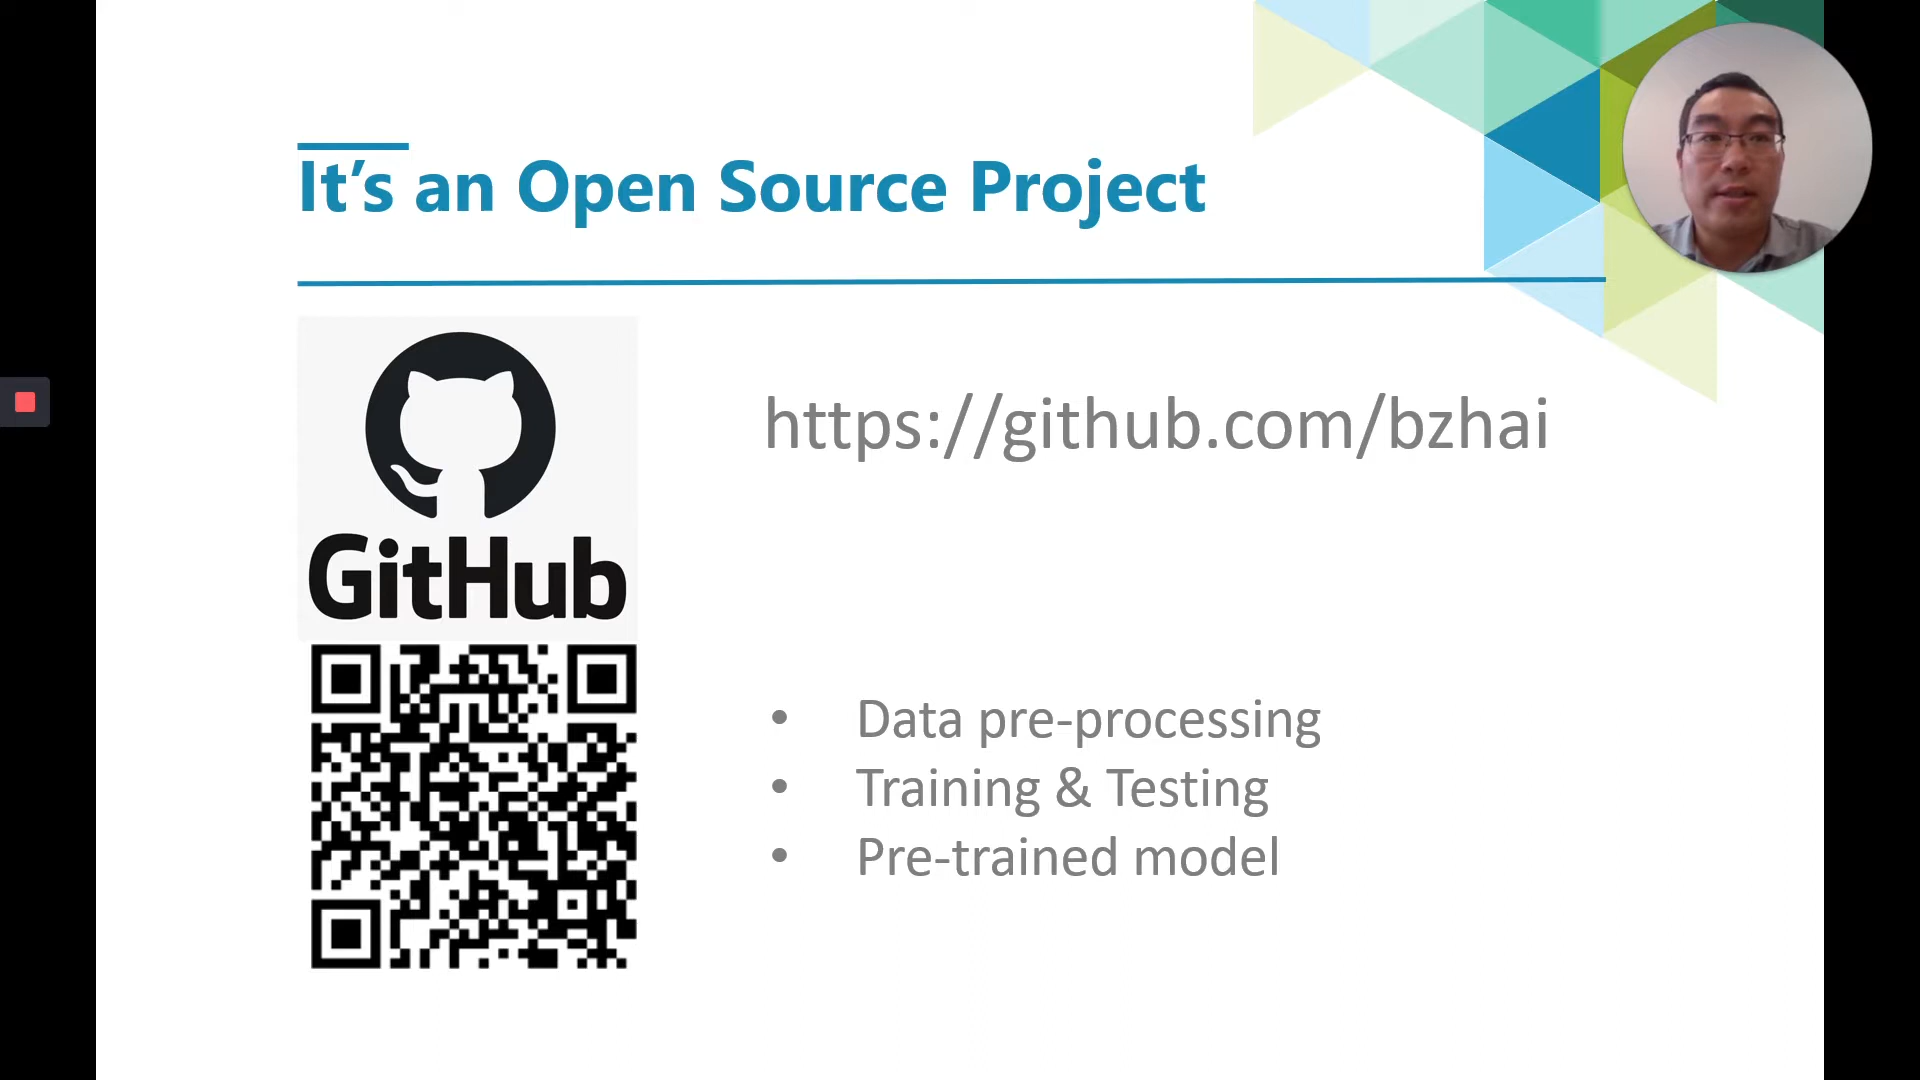 It’s an Open Source Project
GitHub
https://github.com/bzhai
• Data pre-processing
• Training & Testing
• Pre-trained model